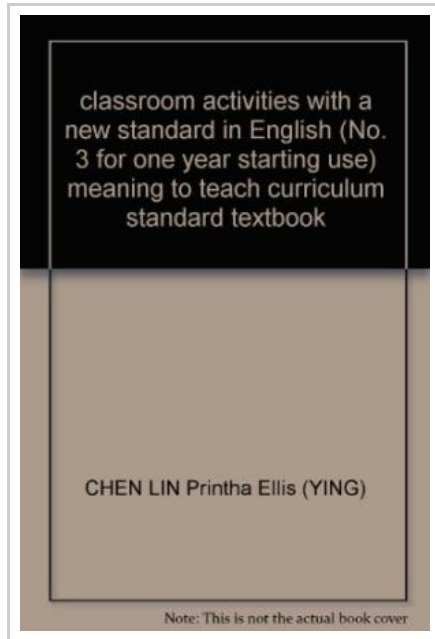 classroom activities with a
new standard in English (No.
3 for one year starting use)
meaning to teach curriculum
standard textbook
CHEN LIN Printha Ellis (YING)
Note: This is not the actual book cover